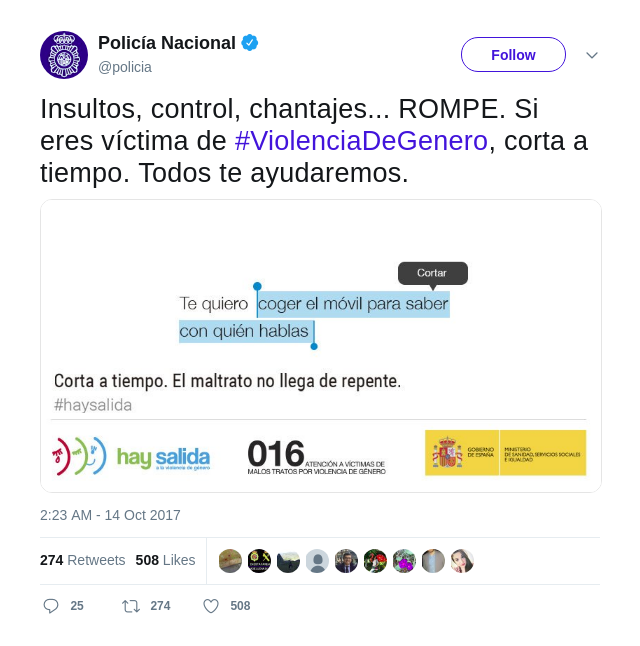 Policía Nacional
@policia
Follow
Insultos, control, chantajes... ROMPE. Si
eres víctima de #ViolenciaDeGenero, corta a
tiempo. Todos te ayudaremos.
Cortar
Te quiero coger el móvil para saber
con quién hablas
Corta a tiempo. El maltrato no llega de repente.
#haysalida
hay salida
a la violencia de género
016 ATENCIÓN A VÍCTIMAS DE
MALOS TRATOS POR VIOLENCIA DE GÉNERO
GOBIERNO
DE ESPAÑA
MINISTERIO
DE SANIDAD, SERVICIOS SOCIALES
E IGUALDAD
2:23 AM - 14 Oct 2017
274 Retweets 508 Likes
25 274 508